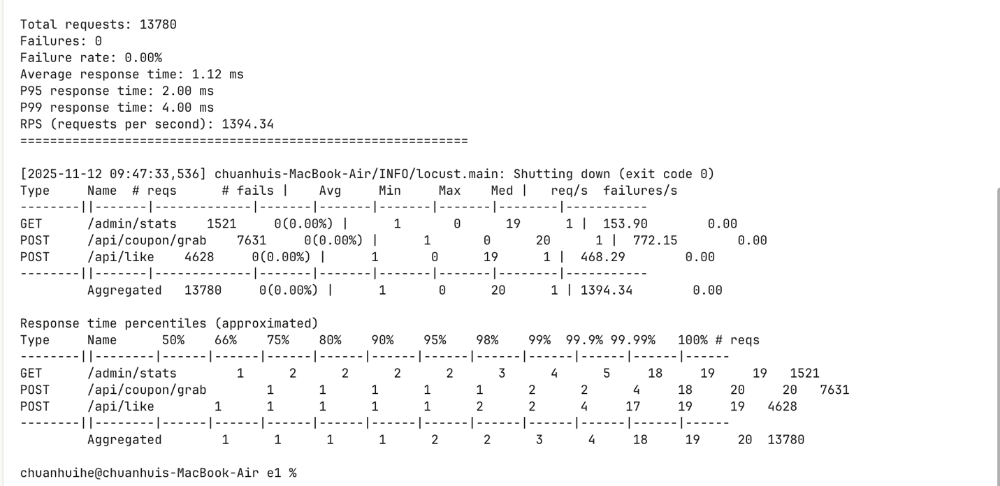 Total requests: 13780
Failures: 0
Failure rate: 0.00%
Average response time: 1.12 ms
P95 response time: 2.00 ms
P99 response time: 4.00 ms
RPS (requests per second): 1394.34
============================================================
[2025-11-12 09:47:33,536] chuanhuis-MacBook-Air/INFO/locust.main: Shutting down (exit code 0)
Type     Name  # reqs      # fails |    Avg     Min     Max    Med |   req/s  failures/s
--------||-------|-------------|-------|-------|-------|-------|--------|-----------
GET      /admin/stats    1521     0(0.00%) |      1       0      19       1 |  153.90        0.00
POST     /api/coupon/grab    7631     0(0.00%) |      1       0      20      1 |  772.15        0.00
POST     /api/like    4628     0(0.00%) |      1       0      19      1 |  468.29        0.00
--------||-------|-------------|-------|-------|-------|-------|--------|-----------
         Aggregated   13780     0(0.00%) |      1       0      20      1 | 1394.34        0.00
Response time percentiles (approximated)
Type     Name      50%    66%    75%    80%    90%    95%    98%    99%  99.9% 99.99%   100% # reqs
--------||--------|------|------|------|------|------|------|------|------|------|------|------
GET      /admin/stats        1      2      2      2      2      3      4      5     18     19     19   1521
POST     /api/coupon/grab        1      1      1      1      1      2      2      4     18     20     20   7631
POST     /api/like        1      1      1      1      1      2      2      4     17     19     19   4628
--------||--------|------|------|------|------|------|------|------|------|------|------|------
         Aggregated        1      1      1      1      2      2      3      4     18     19     20  13780
chuanhuihe@chuanhuis-MacBook-Air e1 %